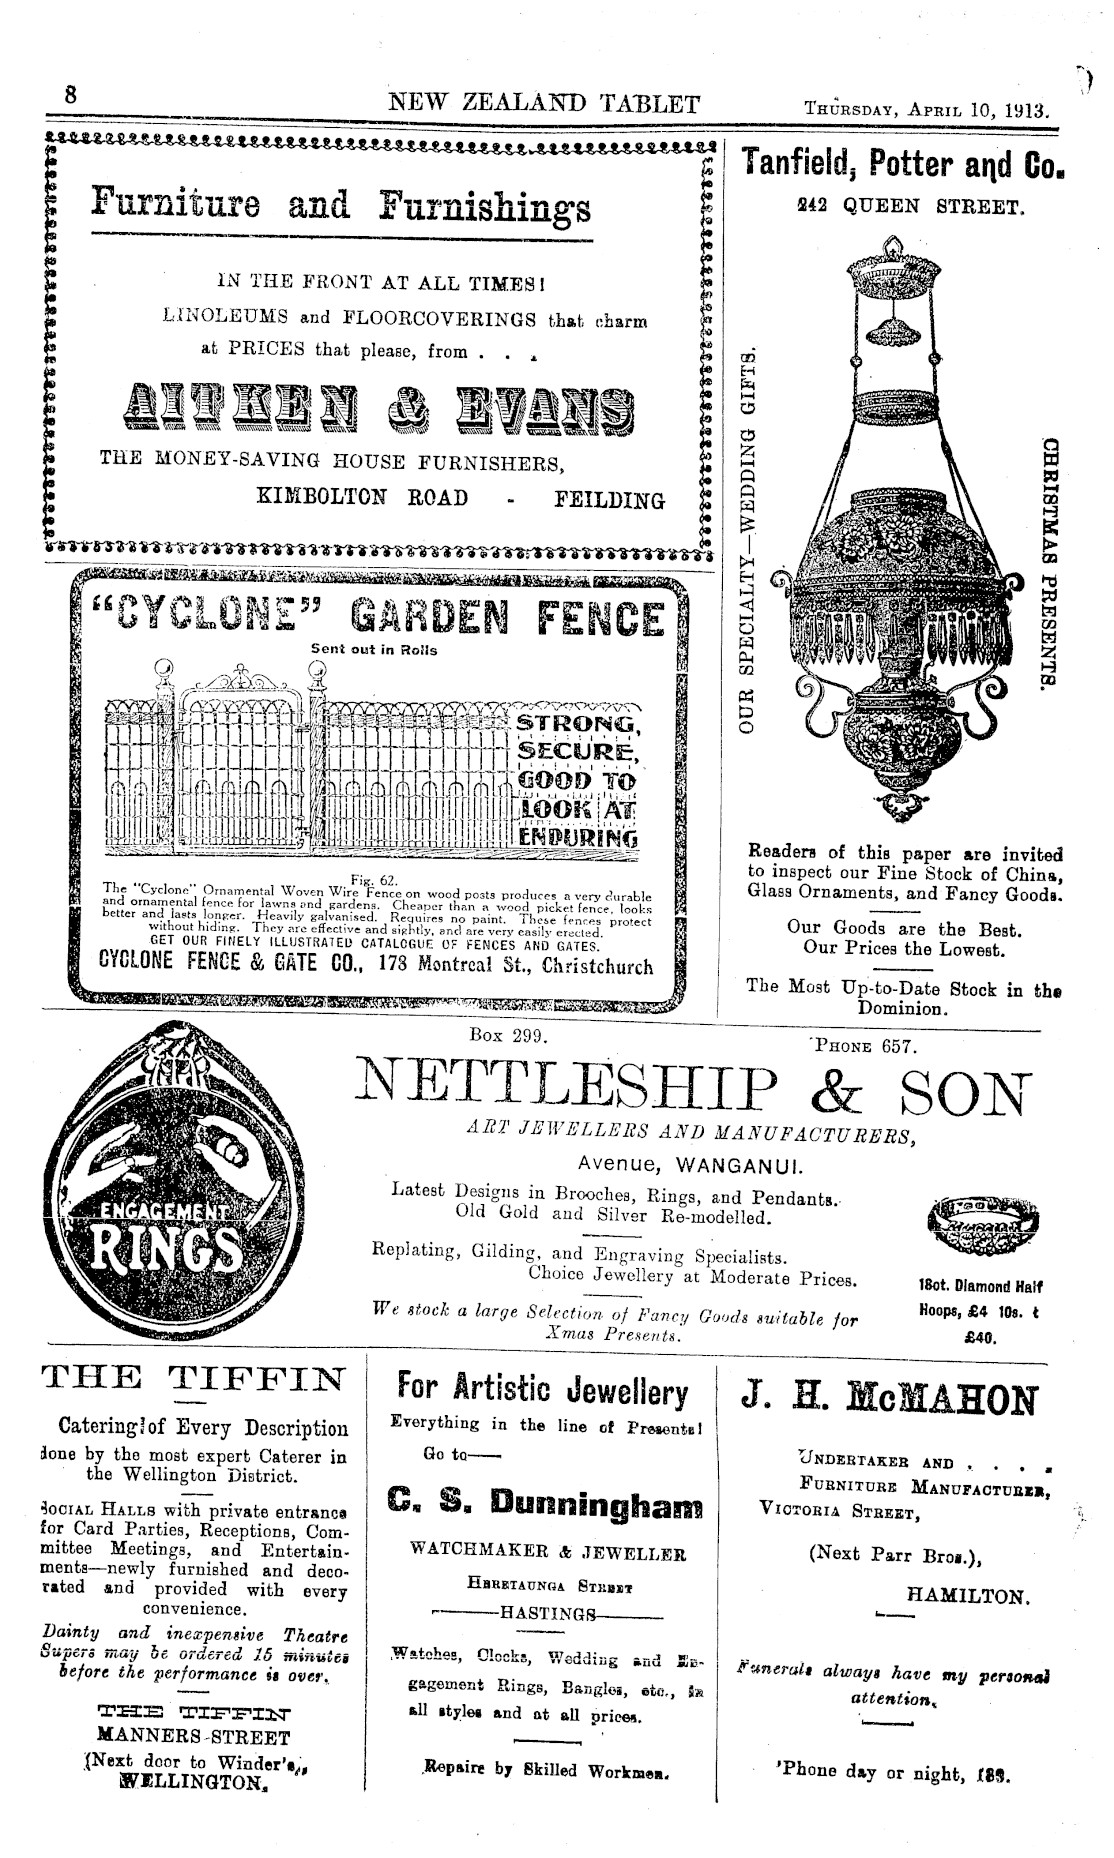 8
NEW ZEALAND TABLET
THURSDAY, APRIL 10, 1913.
Furniture and Furnishings
IN THE FRONT AT ALL TIMES!
LINOLEUMS and FLOORCOVERINGS that charm
at PRICES that please, from . . .
AITKEN & EVANS
THE MONEY-SAVING HOUSE FURNISHERS,
KIMBOLTON ROAD - FEILDING
"CYCLONE" GARDEN FENCE
Sent out in Rolls
STRONG,
SECURE,
GOOD TO
LOOK AT
ENDURING
Fig. 62.
The "Cyclone" Ornamental Woven Wire Fence on wood posts produces a very durable
and ornamental fence for lawns and gardens. Cheaper than a wood picket fence, looks
better and lasts longer. Heavily galvanised. Requires no paint. These fences protect
without hiding. They are effective and sightly, and are very easily erected.
GET OUR FINELY ILLUSTRATED CATALOGUE OF FENCES AND GATES.
CYCLONE FENCE & GATE CO., 173 Montreal St., Christchurch
Tanfield, Potter and Co.
242 QUEEN STREET.
OUR SPECIALTY—WEDDING GIFTS.
CHRISTMAS PRESENTS.
Readers of this paper are invited
to inspect our Fine Stock of China,
Glass Ornaments, and Fancy Goods.
Our Goods are the Best.
Our Prices the Lowest.
The Most Up-to-Date Stock in the
Dominion.
ENGAGEMENT
RINGS
Box 299.
'PHONE 657.
NETTLESHIP & SON
ART JEWELLERS AND MANUFACTURERS,
Avenue, WANGANUI.
Latest Designs in Brooches, Rings, and Pendants.
Old Gold and Silver Re-modelled.
Replating, Gilding, and Engraving Specialists.
Choice Jewellery at Moderate Prices.
We stock a large Selection of Fancy Goods suitable for
Xmas Presents.
18ct. Diamond Half
Hoops, £4 10s. t
£40.
THE TIFFIN
Catering of Every Description
done by the most expert Caterer in
the Wellington District.
SOCIAL HALLS with private entrance
for Card Parties, Receptions, Com-
mittee Meetings, and Entertain-
ments—newly furnished and deco-
rated and provided with every
convenience.
Dainty and inexpensive Theatre
Supers may be ordered 15 minutes
before the performance is over.
THE TIFFIN
MANNERS-STREET
(Next door to Winder's,,
WELLINGTON.
For Artistic Jewellery
Everything in the line of Presents!
Go to—
C. S. Dunningham
WATCHMAKER & JEWELLER
HERETAUNGA STREET
HASTINGS
Watches, Clocks, Wedding and En-
gagement Rings, Bangles, etc., in
all styles and at all prices.
Repairs by Skilled Workmen.
J. H. McMAHON
UNDERTAKER AND . . . .
FURNITURE MANUFACTURER,
VICTORIA STREET,
(Next Parr Bros.),
HAMILTON.
Funerals always have my personal
attention.
'Phone day or night,